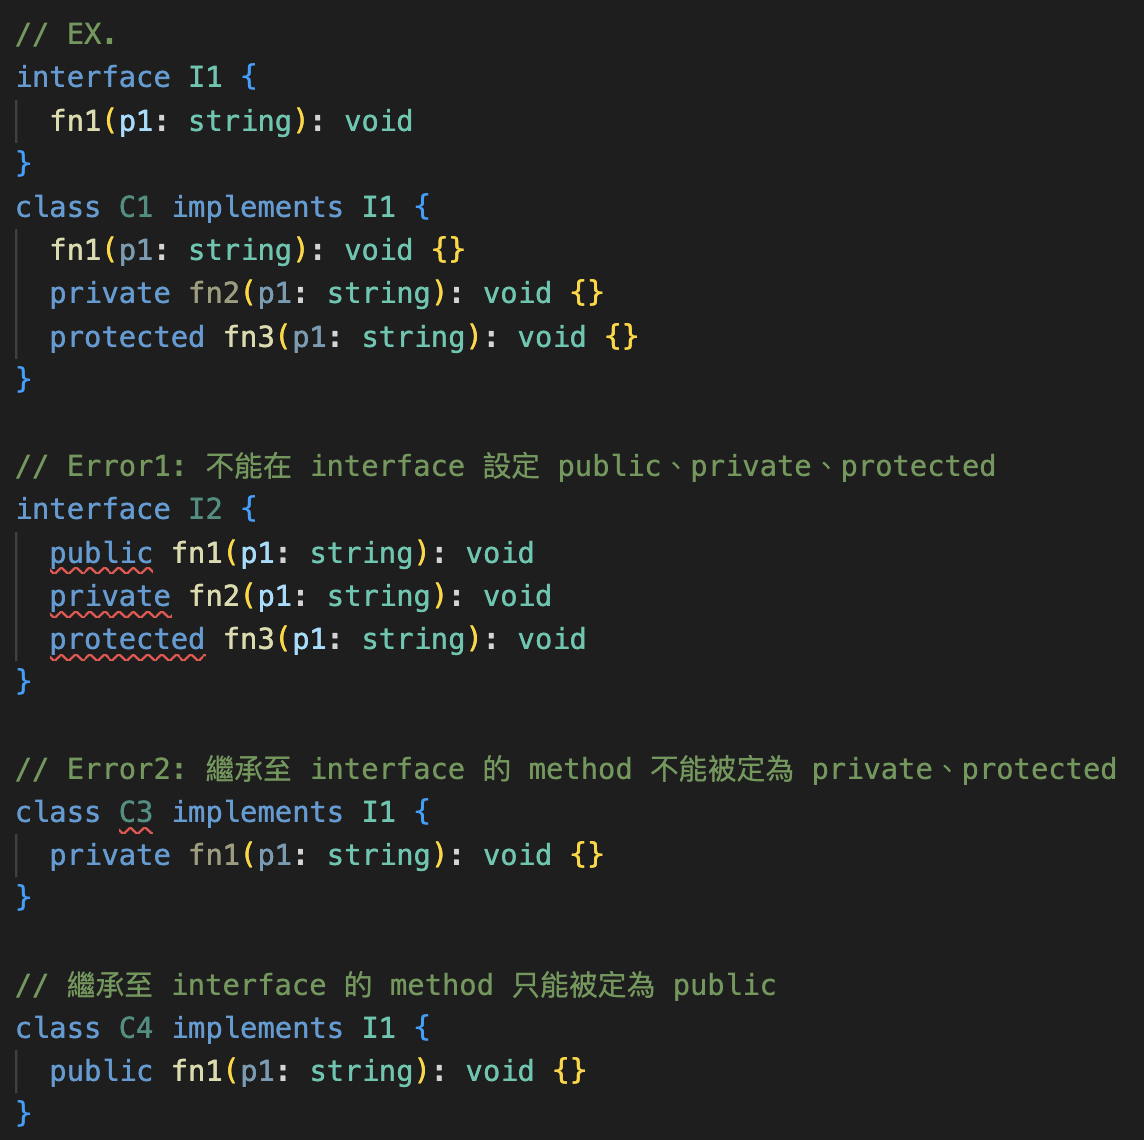 // EX.
interface I1 {
  fn1(p1: string): void
}
class C1 implements I1 {
  fn1(p1: string): void {}
  private fn2(p1: string): void {}
  protected fn3(p1: string): void {}
}

// Error1: 不能在 interface 設定 public、private、protected
interface I2 {
  public fn1(p1: string): void
  private fn2(p1: string): void
  protected fn3(p1: string): void
}

// Error2: 繼承至 interface 的 method 不能被定為 private、protected
class C3 implements I1 {
  private fn1(p1: string): void {}
}

// 繼承至 interface 的 method 只能被定為 public
class C4 implements I1 {
  public fn1(p1: string): void {}
}